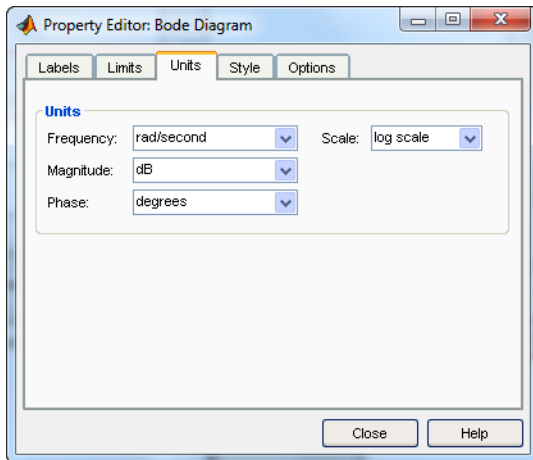 Property Editor: Bode Diagram
Labels Limits Units Style Options
Units
Frequency: rad/second Scale: log scale
Magnitude: dB
Phase: degrees
Close Help